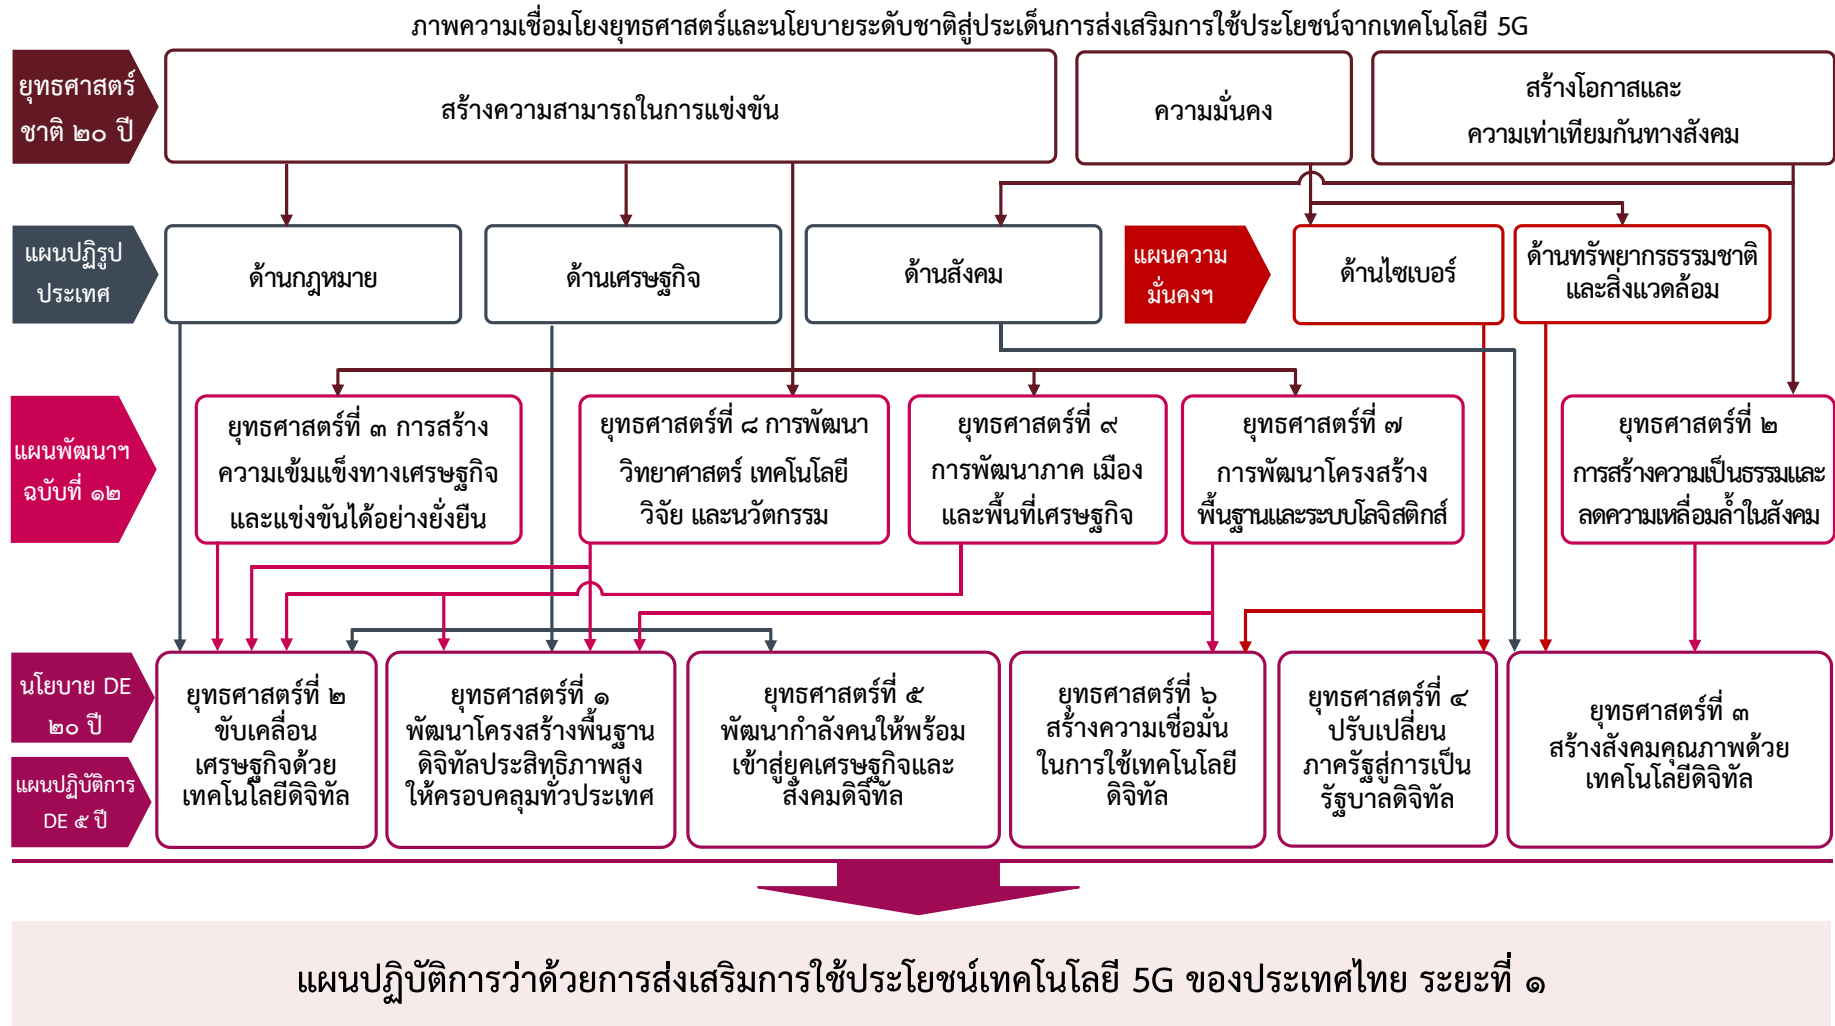 ภาพความเชื่อมโยงยุทธศาสตร์และนโยบายระดับชาติสู่ประเด็นการส่งเสริมการใช้ประโยชน์จากเทคโนโลยี 5G
ยุทธศาสตร์
ชาติ ๒๐ ปี
สร้างความสามารถในการแข่งขัน
ความมั่นคง
สร้างโอกาสและ
ความเท่าเทียมกันทางสังคม
แผนปฏิรูป
ประเทศ
ด้านกฎหมาย
ด้านเศรษฐกิจ
ด้านสังคม
แผนความ
มั่นคงฯ
ด้านไซเบอร์
ด้านทรัพยากรธรรมชาติ
และสิ่งแวดล้อม
แผนพัฒนาฯ
ฉบับที่ ๑๒
ยุทธศาสตร์ที่ ๓ การสร้าง
ความเข้มแข็งทางเศรษฐกิจ
และแข่งขันได้อย่างยั่งยืน
ยุทธศาสตร์ที่ ๘ การพัฒนา
วิทยาศาสตร์ เทคโนโลยี
วิจัย และนวัตกรรม
ยุทธศาสตร์ที่ ๙
การพัฒนาภาค เมือง
และพื้นที่เศรษฐกิจ
ยุทธศาสตร์ที่ ๗
การพัฒนาโครงสร้าง
พื้นฐานและระบบโลจิสติกส์
ยุทธศาสตร์ที่ ๒
การสร้างความเป็นธรรมและ
ลดความเหลื่อมล้ำในสังคม
นโยบาย DE
๒๐ ปี
แผนปฏิบัติการ
DE ๕ ปี
ยุทธศาสตร์ที่ ๒
ขับเคลื่อน
เศรษฐกิจด้วย
เทคโนโลยีดิจิทัล
ยุทธศาสตร์ที่ ๑
พัฒนาโครงสร้างพื้นฐาน
ดิจิทัลประสิทธิภาพสูง
ให้ครอบคลุมทั่วประเทศ
ยุทธศาสตร์ที่ ๕
พัฒนากำลังคนให้พร้อม
เข้าสู่ยุคเศรษฐกิจและ
สังคมดิจิทัล
ยุทธศาสตร์ที่ ๖
สร้างความเชื่อมั่น
ในการใช้เทคโนโลยี
ดิจิทัล
ยุทธศาสตร์ที่ ๔
ปรับเปลี่ยน
ภาครัฐสู่การเป็น
รัฐบาลดิจิทัล
ยุทธศาสตร์ที่ ๓
สร้างสังคมคุณภาพด้วย
เทคโนโลยีดิจิทัล
แผนปฏิบัติการว่าด้วยการส่งเสริมการใช้ประโยชน์เทคโนโลยี 5G ของประเทศไทย ระยะที่ ๑